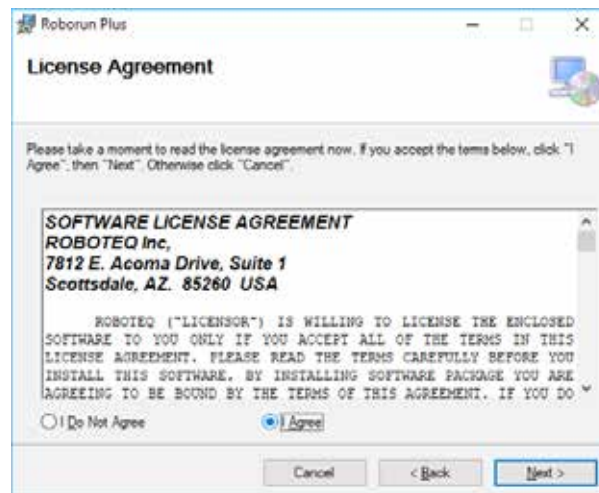 Roborun Plus
License Agreement
Please take a moment to read the license agreement now. If you accept the terms below, click "I
Agree", then "Next". Otherwise click "Cancel".
SOFTWARE LICENSE AGREEMENT
ROBOTEQ Inc,
7812 E. Acoma Drive, Suite 1
Scottsdale, AZ. 85260 USA
ROBOTEQ ("LICENSOR") IS WILLING TO LICENSE THE ENCLOSED
SOFTWARE TO YOU ONLY IF YOU ACCEPT ALL OF THE TERMS IN THIS
LICENSE AGREEMENT. PLEASE READ THE TERMS CAREFULLY BEFORE YOU
INSTALL THIS SOFTWARE. BY INSTALLING SOFTWARE PACKAGE YOU ARE
AGREEING TO BE BOUND BY THE TERMS OF THIS AGREEMENT. IF YOU DO
I Do Not Agree I Agree
Cancel < Back Next >